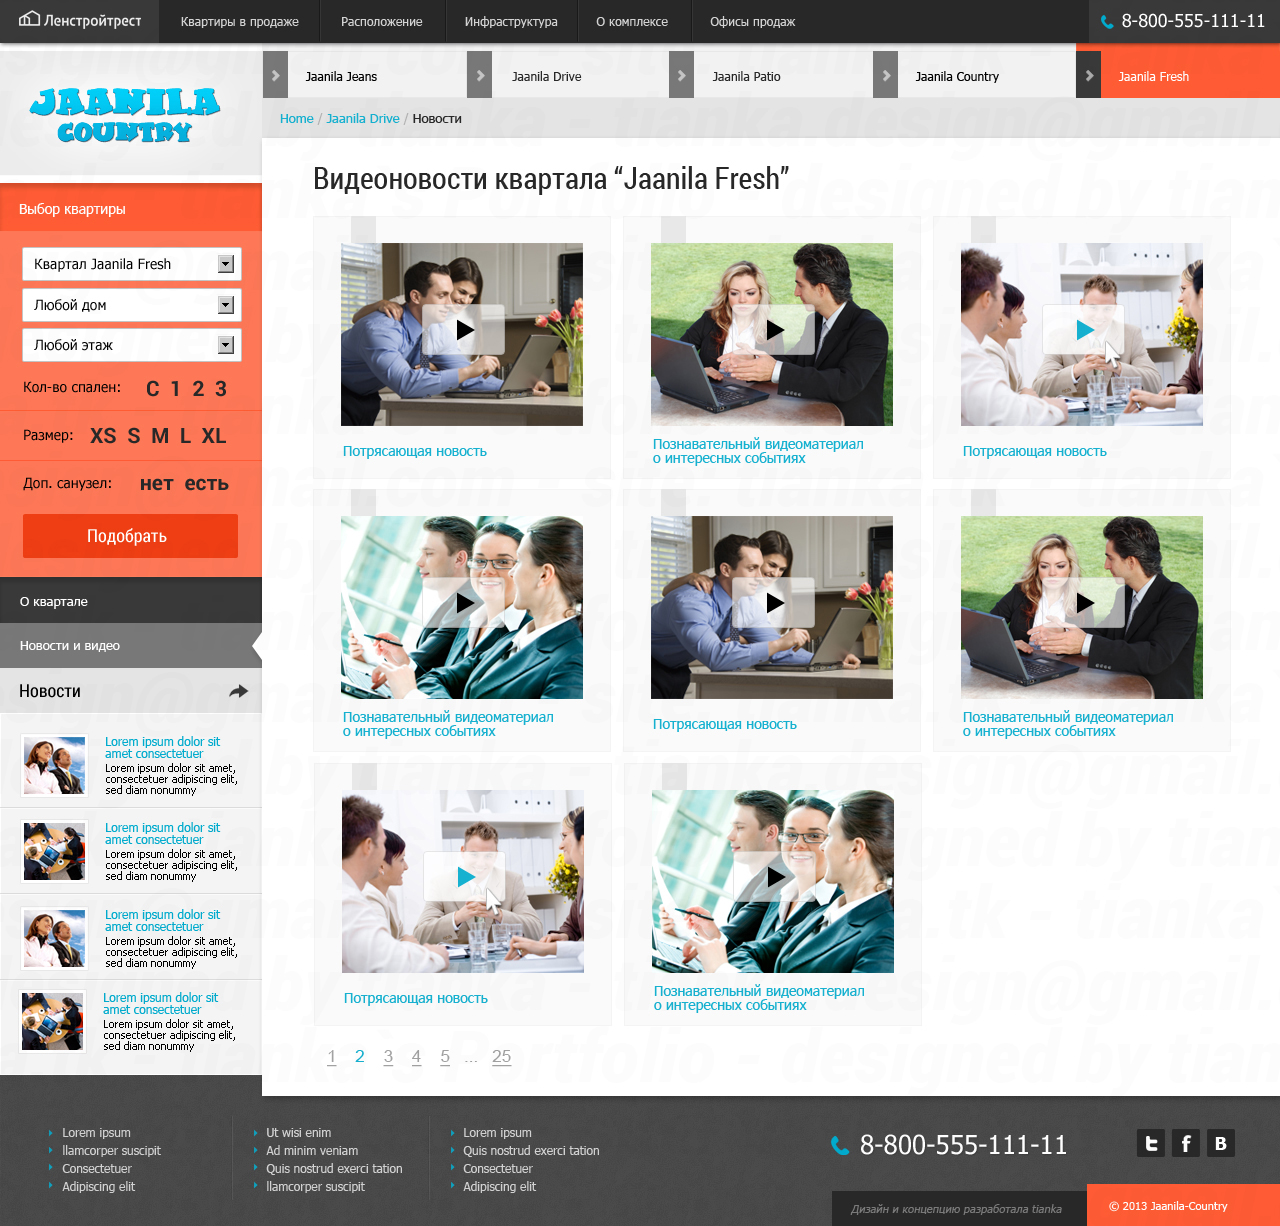 Ленстройтрест
Квартиры в продаже
Расположение
Инфраструктура
О комплексе
Офисы продаж
8-800-555-111-11
JAANILA
COUNTRY
Jaanila Jeans
Jaanila Drive
Jaanila Patio
Jaanila Country
Jaanila Fresh
Home / Jaanila Drive / Новости
Видеоновости квартала “Jaanila Fresh”
Выбор квартиры
Квартал Jaanila Fresh
Любой дом
Любой этаж
Кол-во спален: С 1 2 3
Размер: XS S M L XL
Доп. санузел: нет есть
Подобрать
О квартале
Новости и видео
Новости
Lorem ipsum dolor sit
amet consectetuer
Lorem ipsum dolor sit amet,
consectetuer adipiscing elit,
sed diam nonummy
Lorem ipsum dolor sit
amet consectetuer
Lorem ipsum dolor sit amet,
consectetuer adipiscing elit,
sed diam nonummy
Lorem ipsum dolor sit
amet consectetuer
Lorem ipsum dolor sit amet,
consectetuer adipiscing elit,
sed diam nonummy
Lorem ipsum dolor sit
amet consectetuer
Lorem ipsum dolor sit amet,
consectetuer adipiscing elit,
sed diam nonummy
Потрясающая новость
Познавательный видеоматериал
о интересных событиях
Потрясающая новость
Познавательный видеоматериал
о интересных событиях
Потрясающая новость
Познавательный видеоматериал
о интересных событиях
Потрясающая новость
Познавательный видеоматериал
о интересных событиях
1 2 3 4 5 ... 25
Lorem ipsum
llamcorper suscipit
Consectetuer
Adipiscing elit
Ut wisi enim
Ad minim veniam
Quis nostrud exerci tation
llamcorper suscipit
Lorem ipsum
Quis nostrud exerci tation
Consectetuer
Adipiscing elit
8-800-555-111-11
t f B
Дизайн и концепцию разработала tianka
© 2013 Jaanila-Country